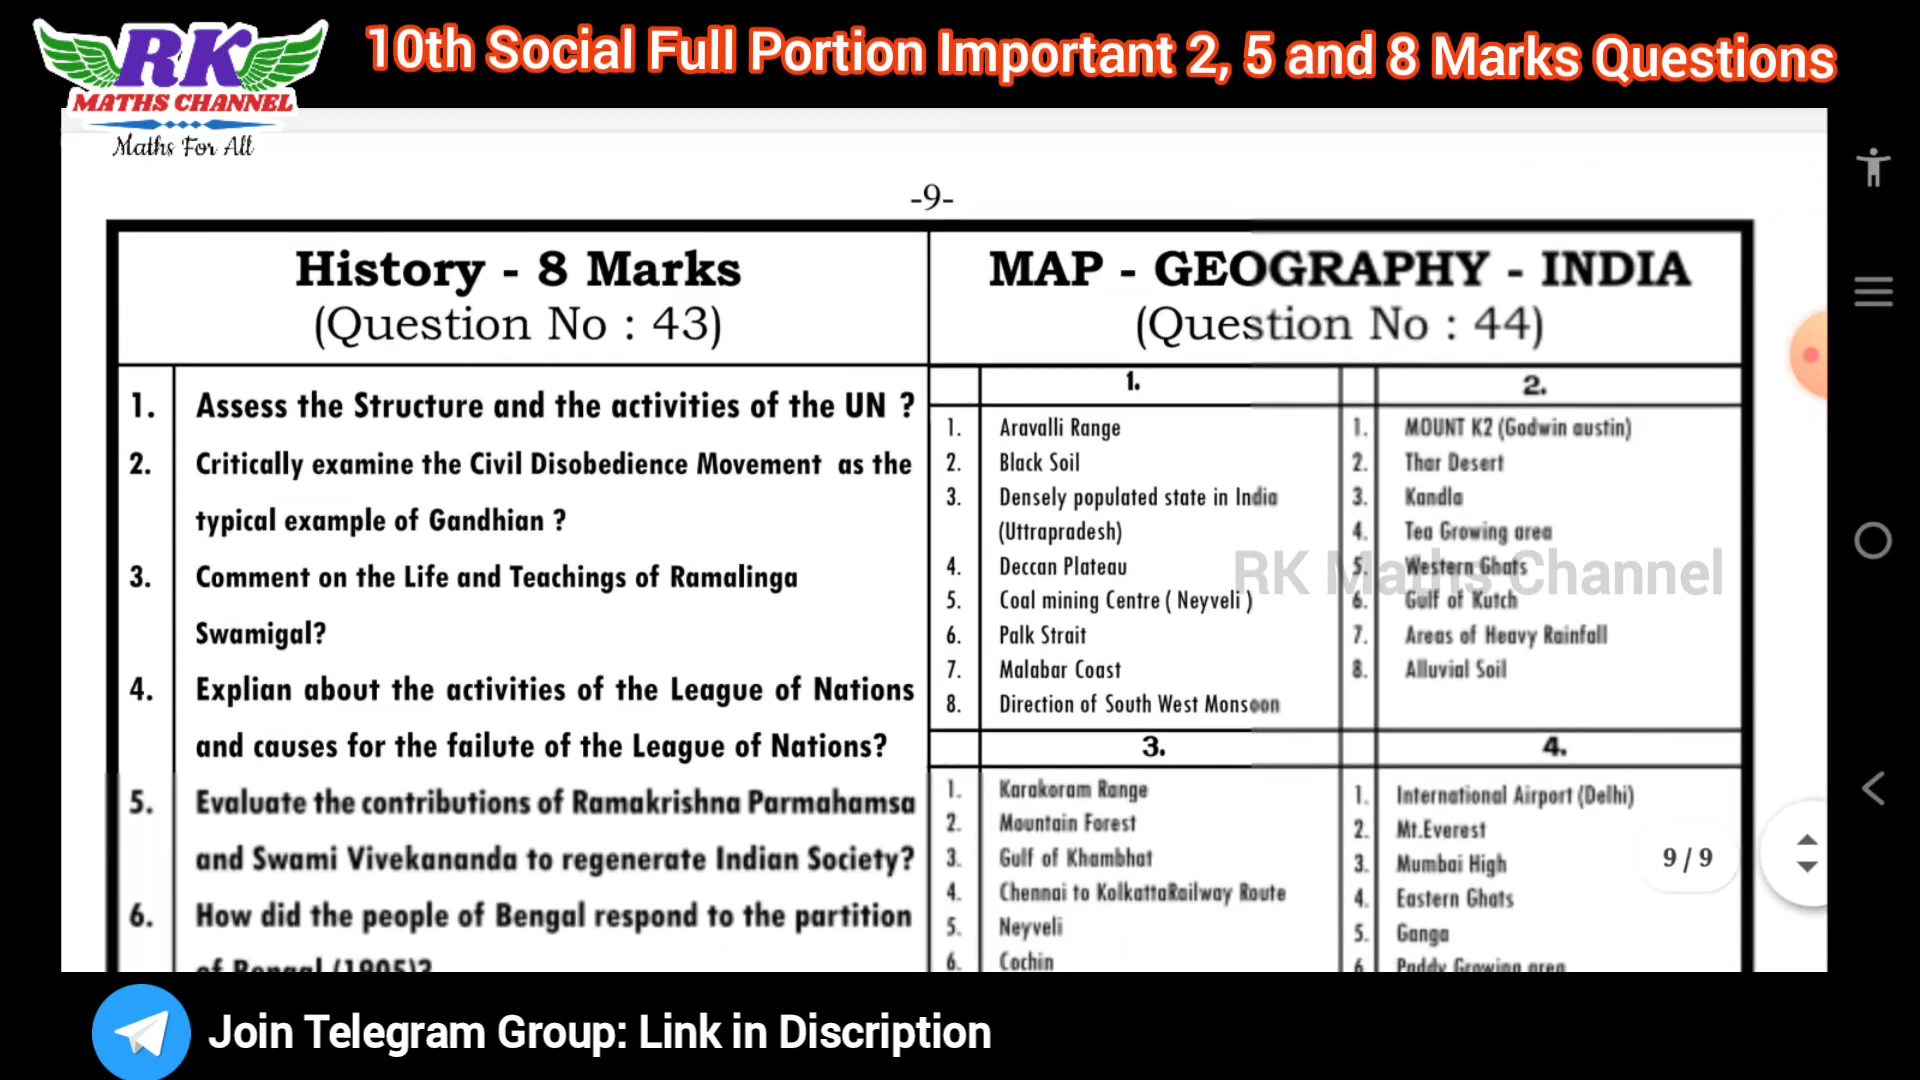 RK
MATHS CHANNEL
Maths For All
10th Social Full Portion Important 2, 5 and 8 Marks Questions
-9-
History - 8 Marks
(Question No : 43)
1. Assess the Structure and the activities of the UN ?
2. Critically examine the Civil Disobedience Movement as the
typical example of Gandhian ?
3. Comment on the Life and Teachings of Ramalinga
Swamigal?
4. Explian about the activities of the League of Nations
and causes for the failute of the League of Nations?
5. Evaluate the contributions of Ramakrishna Parmahamsa
and Swami Vivekananda to regenerate Indian Society?
6. How did the people of Bengal respond to the partition
of Bengal (1905)?
MAP - GEOGRAPHY - INDIA
(Question No : 44)
1.
1. Aravalli Range
2. Black Soil
3. Densely populated state in India
(Uttrapradesh)
4. Deccan Plateau
5. Coal mining Centre ( Neyveli )
6. Palk Strait
7. Malabar Coast
8. Direction of South West Monsoon
2.
1. MOUNT K2 (Godwin austin)
2. Thar Desert
3. Kandla
4. Tea Growing area
5. Western Ghats
6. Gulf of Kutch
7. Areas of Heavy Rainfall
8. Alluvial Soil
RK Maths Channel
3.
1. Karakoram Range
2. Mountain Forest
3. Gulf of Khambhat
4. Chennai to KolkattaRailway Route
5. Neyveli
6. Cochin
4.
1. International Airport (Delhi)
2. Mt.Everest
3. Mumbai High
4. Eastern Ghats
5. Ganga
6. Paddy Growing area
9 / 9
Join Telegram Group: Link in Discription